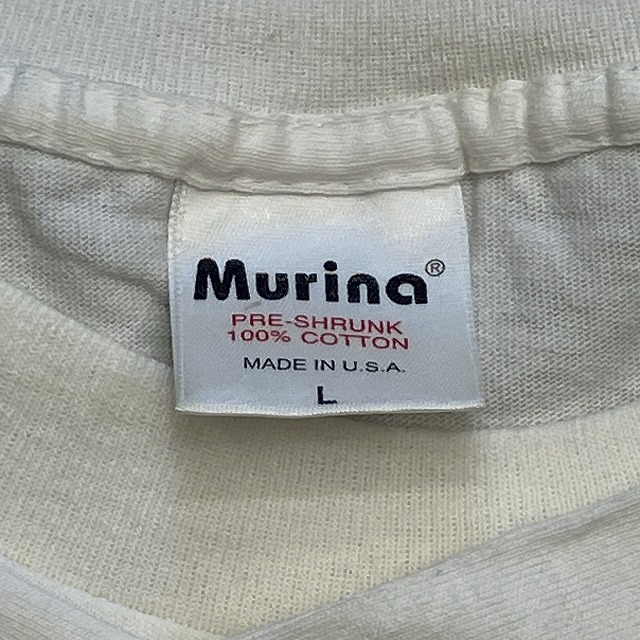 Murina®
PRE-SHRUNK
100% COTTON
MADE IN U.S.A.
L